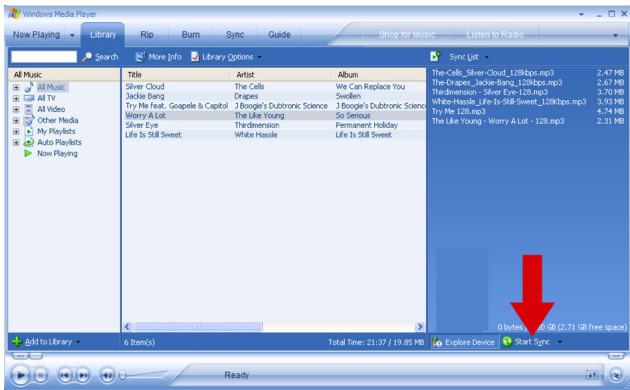 Windows Media Player
Now Playing Library Rip Burn Sync Guide Shop for Music Listen to Radio
Search More Info Library Options Sync List
All Music
All Music
All TV
All Video
Other Media
My Playlists
Auto Playlists
Now Playing
Title Artist Album
Silver Cloud The Cells We Can Replace You
Jackie Bang Drapes Swollen
Try Me feat. Goapele & Capitol J Boogie's Dubtronic Science J Boogie's Dubtronic Scienc
Worry A Lot The Like Young So Serious
Silver Eye Thirdimension Permanent Holiday
Life Is Still Sweet White Hassle Life Is Still Sweet
The-Cells_Silver-Cloud_128kbps.mp3 2.47 MB
The-Drapes_Jackie-Bang_128kbps.mp3 2.67 MB
Thirdimension - Silver Eye-128.mp3 3.70 MB
White-Hassle_Life-Is-Still-Sweet_128Kbps.mp3 3.93 MB
Try Me 128.mp3 4.74 MB
The Like Young - Worry A Lot - 128.mp3 2.31 MB
0 bytes GB (2.71 GB free space)
Add to Library 6 Item(s) Total Time: 21:37 / 19.85 MB Explore Device Start Sync
Ready